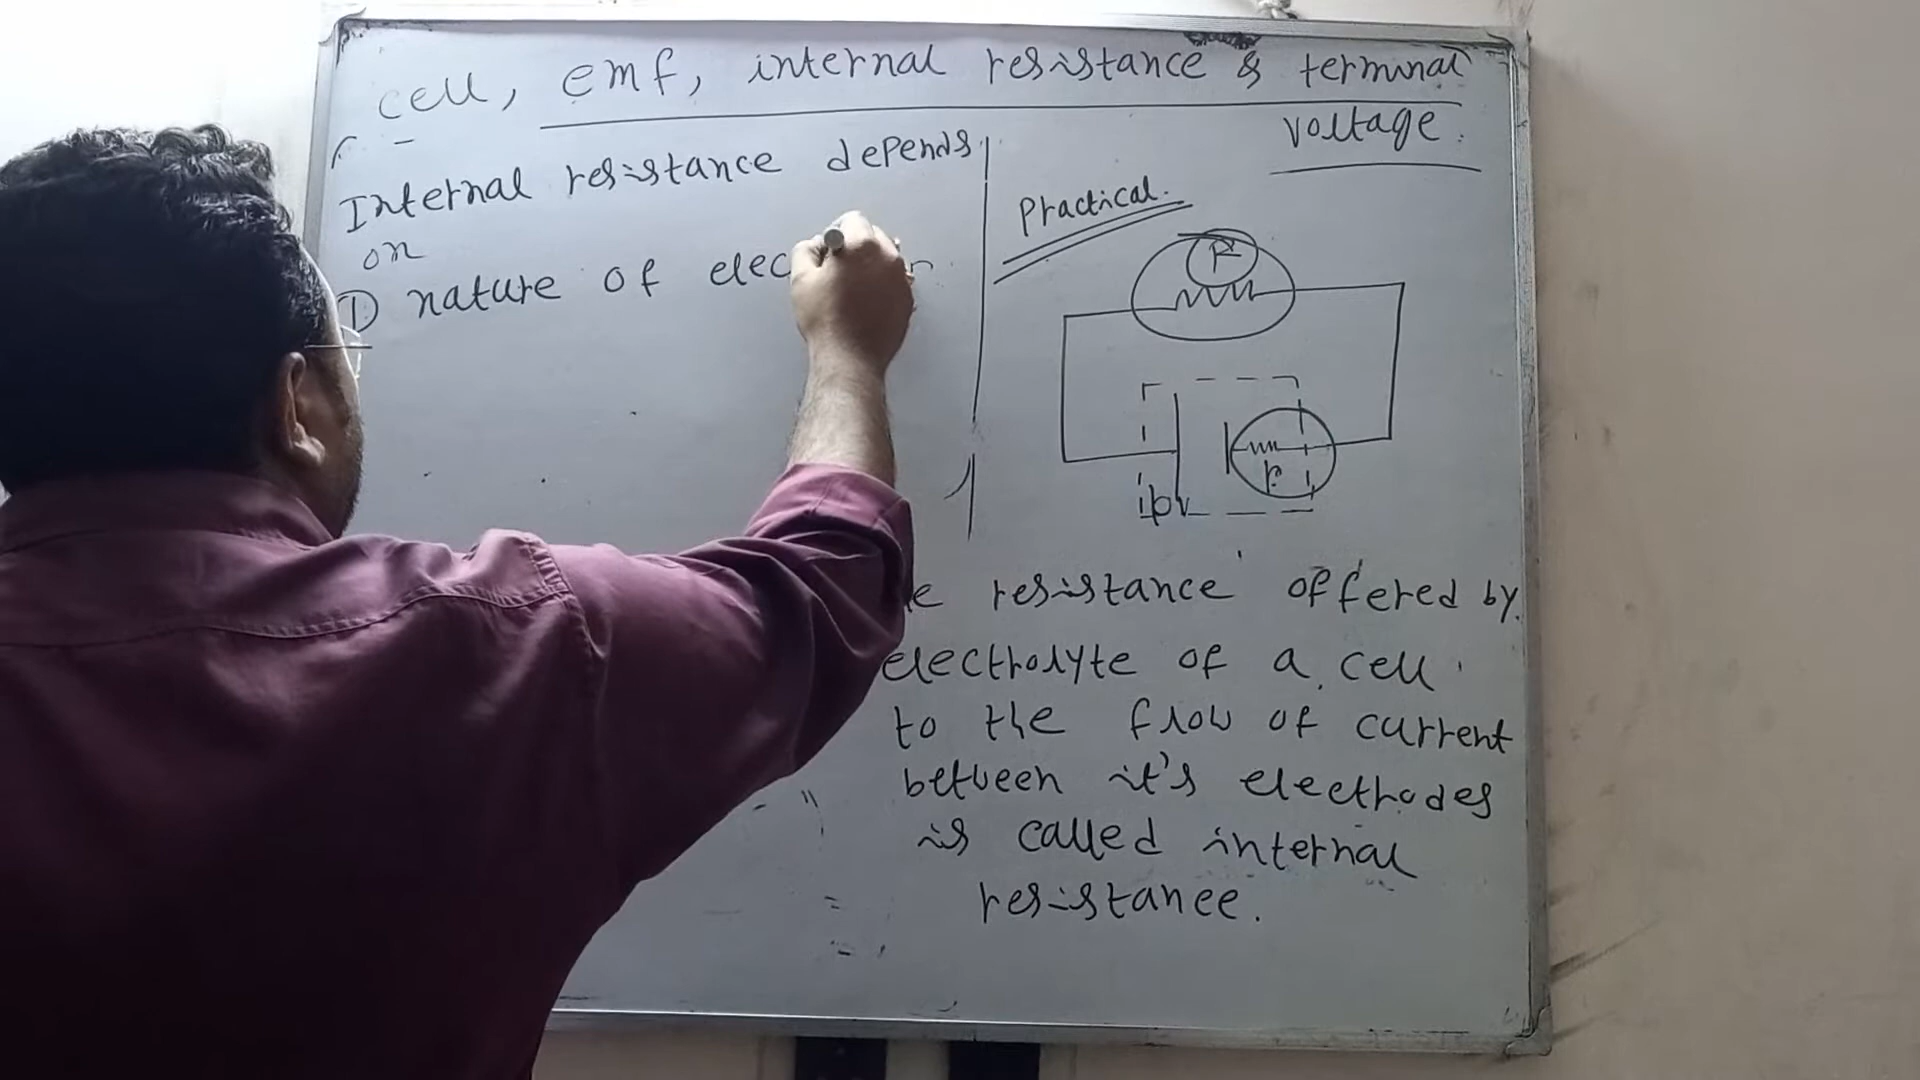 cell, emf, internal resistance & terminal
voltage.
Internal resistance depends
on
① nature of elec
Practical.
R
r
10V
resistance offered by
electrolyte of a cell
to the flow of current
between it's electrodes
is called internal
resistance.